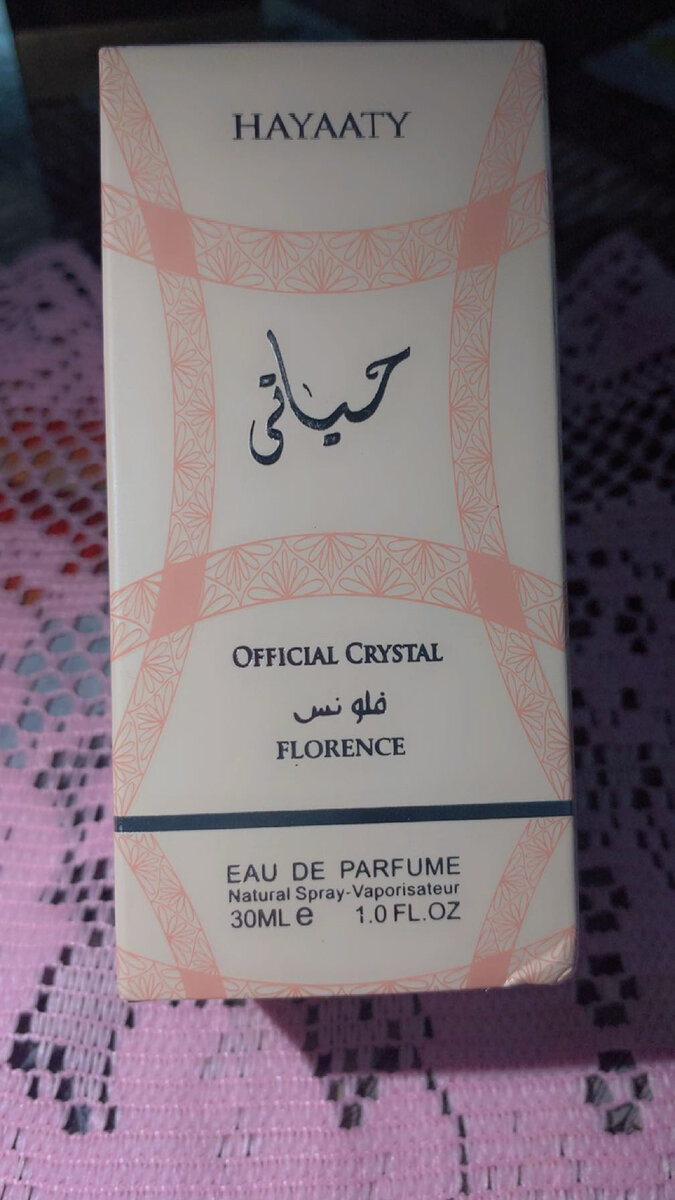 HAYAATY
حياتي
OFFICIAL CRYSTAL
فلو نس
FLORENCE
EAU DE PARFUME
Natural Spray-Vaporisateur
30ML e 1.0 FL.OZ